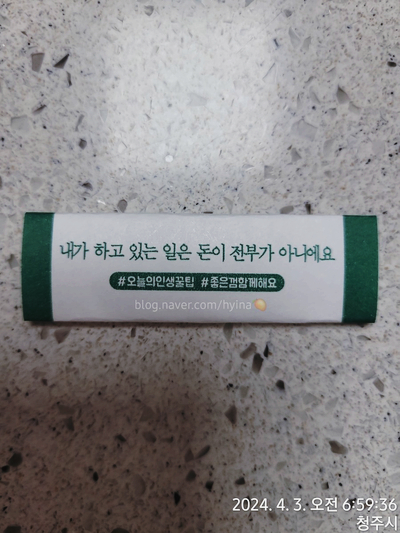 내가 하고 있는 일은 돈이 전부가 아니에요
#오늘의인생꿀팁 #좋은껌함께해요
blog.naver.com/hyina
2024. 4. 3. 오전 6:59:36
청주시